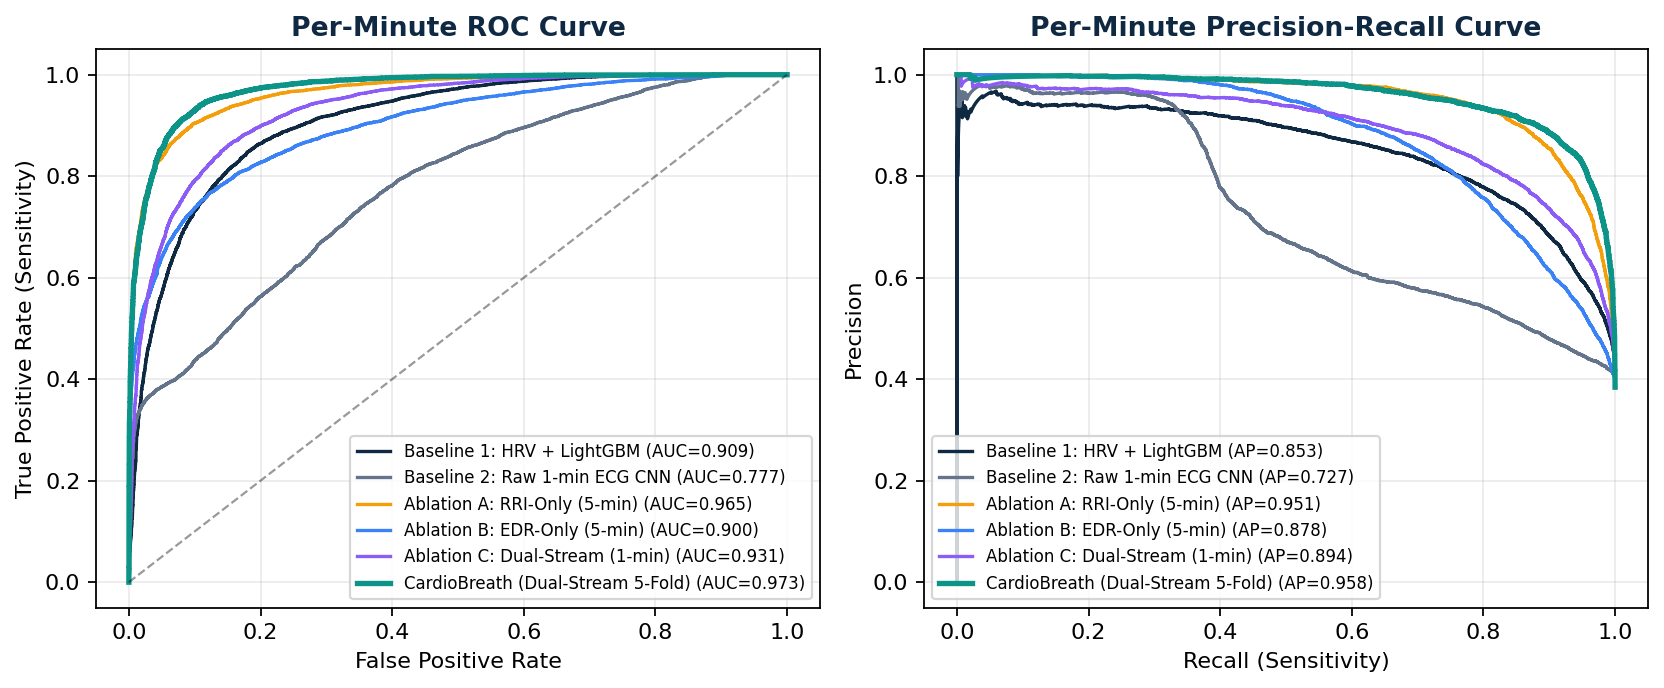 Per-Minute ROC Curve
True Positive Rate (Sensitivity)
1.0
0.8
0.6
0.4
0.2
0.0
Baseline 1: HRV + LightGBM (AUC=0.909)
Baseline 2: Raw 1-min ECG CNN (AUC=0.777)
Ablation A: RRI-Only (5-min) (AUC=0.965)
Ablation B: EDR-Only (5-min) (AUC=0.900)
Ablation C: Dual-Stream (1-min) (AUC=0.931)
CardioBreath (Dual-Stream 5-Fold) (AUC=0.973)
0.0 0.2 0.4 0.6 0.8 1.0
False Positive Rate
Per-Minute Precision-Recall Curve
Precision
1.0
0.8
0.6
0.4
0.2
0.0
Baseline 1: HRV + LightGBM (AP=0.853)
Baseline 2: Raw 1-min ECG CNN (AP=0.727)
Ablation A: RRI-Only (5-min) (AP=0.951)
Ablation B: EDR-Only (5-min) (AP=0.878)
Ablation C: Dual-Stream (1-min) (AP=0.894)
CardioBreath (Dual-Stream 5-Fold) (AP=0.958)
0.0 0.2 0.4 0.6 0.8 1.0
Recall (Sensitivity)